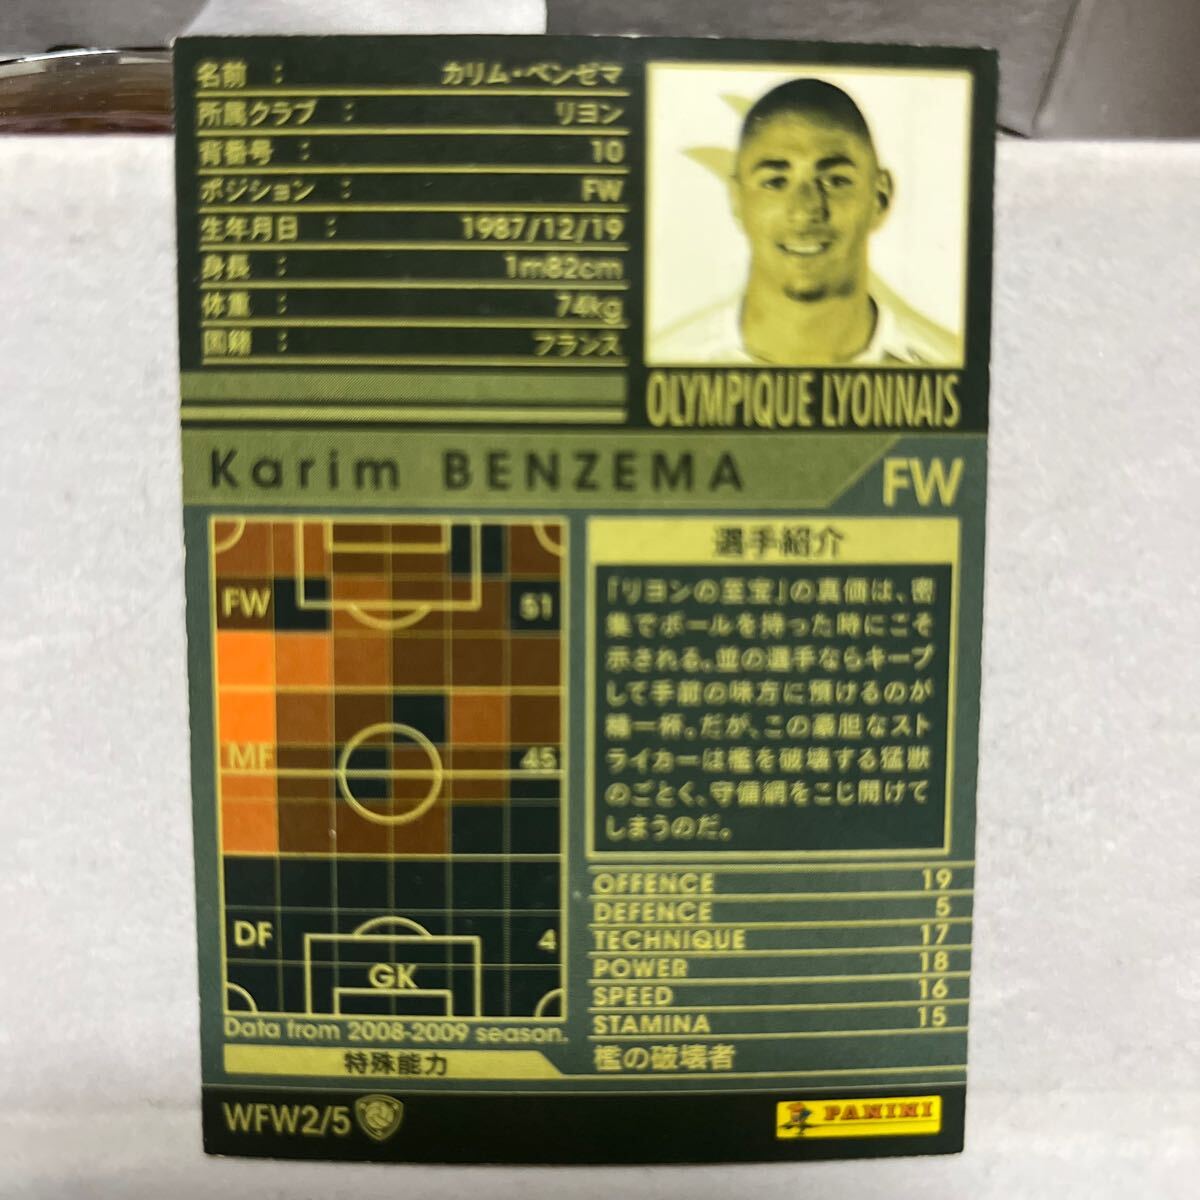 名前 : カリム・ベンゼマ
所属クラブ : リヨン
背番号 : 10
ポジション : FW
生年月日 : 1987/12/19
身長 : 1m82cm
体重 : 74kg
国籍 : フランス
OLYMPIQUE LYONNAIS
Karim BENZEMA
FW
FW 51
MF 45
DF 4
GK
Data from 2008-2009 season.
選手紹介
「リヨンの至宝」の真価は、密
集でボールを持った時にこそ
示される。並の選手ならキープ
して手前の味方に預けるのが
精一杯。だが、この豪胆なスト
ライカーは檻を破壊する猛獣
のごとく、守備網をこじ開けて
しまうのだ。
OFFENCE 19
DEFENCE 5
TECHNIQUE 17
POWER 18
SPEED 16
STAMINA 15
特殊能力 檻の破壊者
WFW2/5
PANINI